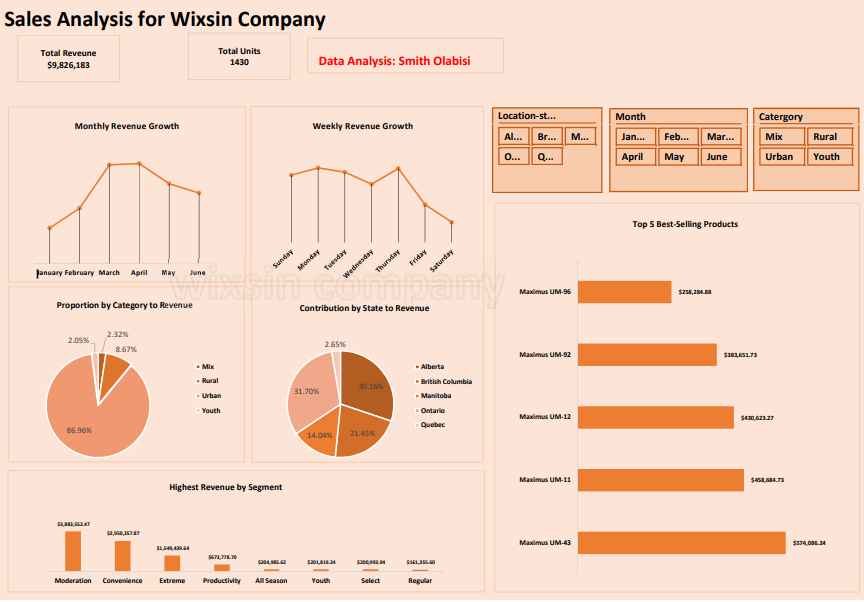 Sales Analysis for Wixsin Company
Total Reveune
$9,826,183
Total Units
1430
Data Analysis: Smith Olabisi
Monthly Revenue Growth
January February March April May June
Weekly Revenue Growth
Sunday Monday Tuesday Wednesday Thursday Friday Saturday
Location-st...
Al... Br... M...
O... Q...
Month
Jan... Feb... Mar...
April May June
Catergory
Mix Rural
Urban Youth
wixsin company
Proportion by Category to Revenue
2.05% 2.32%
8.67%
86.96%
Mix
Rural
Urban
Youth
Contribution by State to Revenue
2.65%
31.70% 30.16%
14.04% 21.45%
Alberta
British Columbia
Manitoba
Ontario
Quebec
Top 5 Best-Selling Products
Maximus UM-96 $258,284.88
Maximus UM-92 $383,651.73
Maximus UM-12 $430,623.27
Maximus UM-11 $458,684.73
Maximus UM-43 $574,086.24
Highest Revenue by Segment
$3,883,552.47 $2,950,257.87 $1,549,439.64 $673,778.70 $204,985.62 $201,819.24 $200,993.94 $161,355.60
Moderation Convenience Extreme Productivity All Season Youth Select Regular